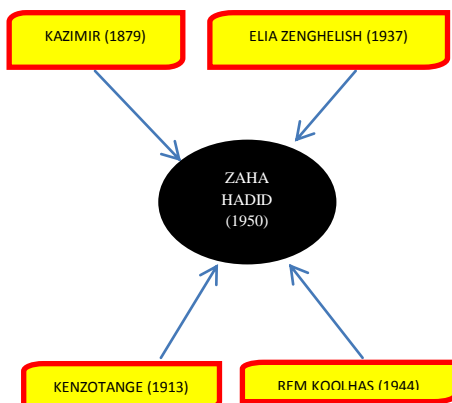 KAZIMIR (1879)
ELIA ZENGHELISH (1937)
ZAHA
HADID
(1950)
KENZOTANGE (1913)
REM KOOLHAS (1944)